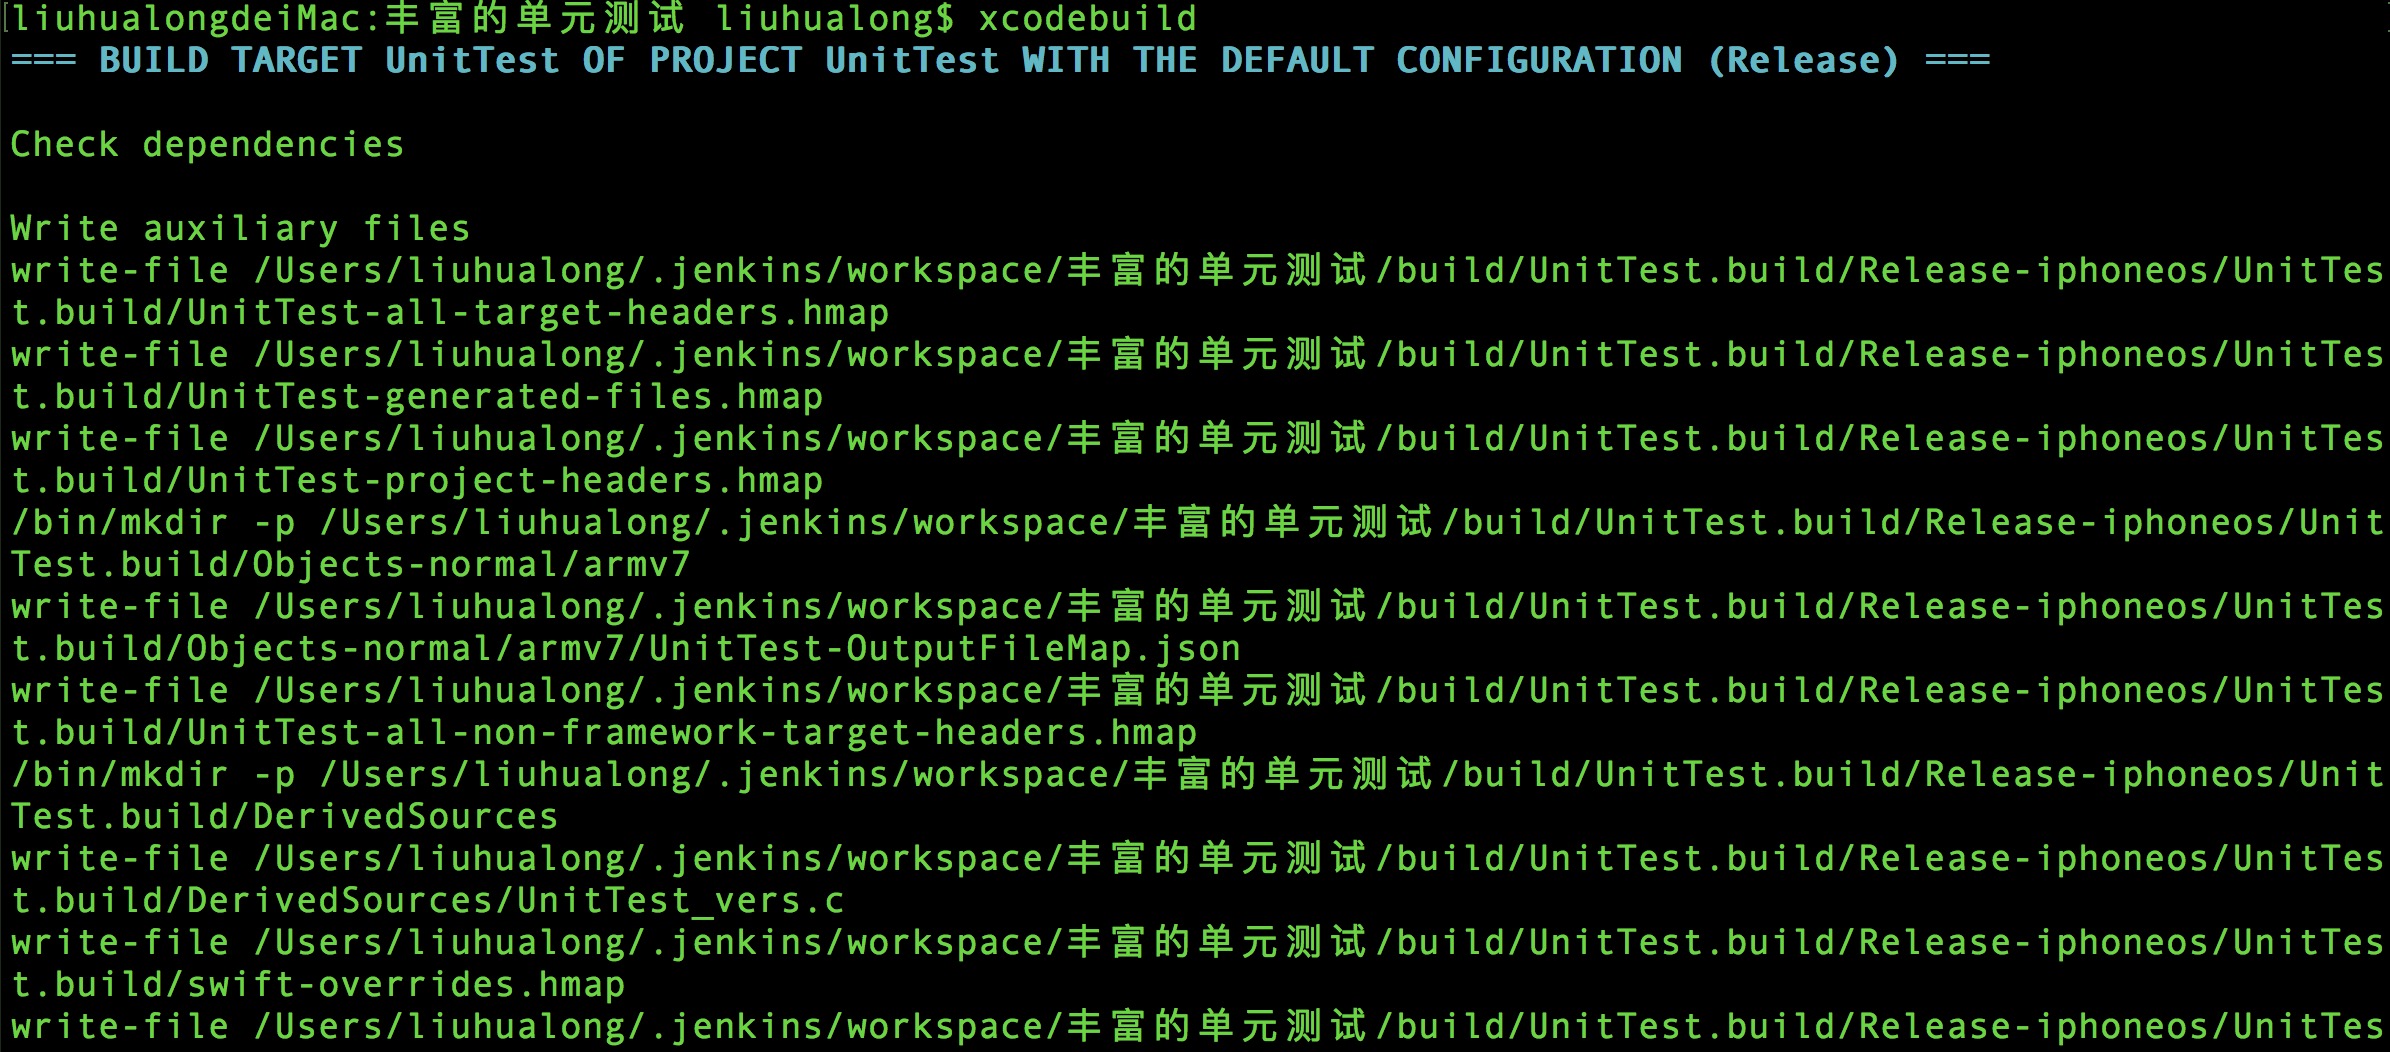 liuhualongdeiMac:丰富的单元测试 liuhualong$ xcodebuild
=== BUILD TARGET UnitTest OF PROJECT UnitTest WITH THE DEFAULT CONFIGURATION (Release) ===
Check dependencies
Write auxiliary files
write-file /Users/liuhualong/.jenkins/workspace/丰富的单元测试/build/UnitTest.build/Release-iphoneos/UnitTes
t.build/UnitTest-all-target-headers.hmap
write-file /Users/liuhualong/.jenkins/workspace/丰富的单元测试/build/UnitTest.build/Release-iphoneos/UnitTes
t.build/UnitTest-generated-files.hmap
write-file /Users/liuhualong/.jenkins/workspace/丰富的单元测试/build/UnitTest.build/Release-iphoneos/UnitTes
t.build/UnitTest-project-headers.hmap
/bin/mkdir -p /Users/liuhualong/.jenkins/workspace/丰富的单元测试/build/UnitTest.build/Release-iphoneos/Unit
Test.build/Objects-normal/armv7
write-file /Users/liuhualong/.jenkins/workspace/丰富的单元测试/build/UnitTest.build/Release-iphoneos/UnitTes
t.build/Objects-normal/armv7/UnitTest-OutputFileMap.json
write-file /Users/liuhualong/.jenkins/workspace/丰富的单元测试/build/UnitTest.build/Release-iphoneos/UnitTes
t.build/UnitTest-all-non-framework-target-headers.hmap
/bin/mkdir -p /Users/liuhualong/.jenkins/workspace/丰富的单元测试/build/UnitTest.build/Release-iphoneos/Unit
Test.build/DerivedSources
write-file /Users/liuhualong/.jenkins/workspace/丰富的单元测试/build/UnitTest.build/Release-iphoneos/UnitTes
t.build/DerivedSources/UnitTest_vers.c
write-file /Users/liuhualong/.jenkins/workspace/丰富的单元测试/build/UnitTest.build/Release-iphoneos/UnitTes
t.build/swift-overrides.hmap
write-file /Users/liuhualong/.jenkins/workspace/丰富的单元测试/build/UnitTest.build/Release-iphoneos/UnitTes